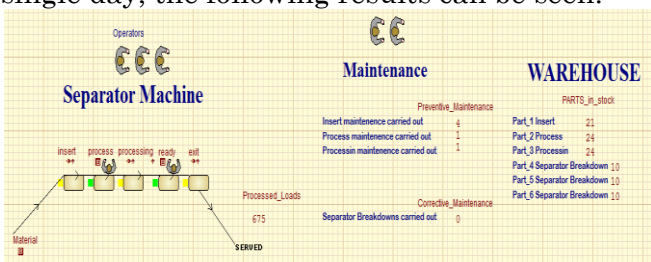 single day, the following results can be seen:
Operators
Separator Machine
Maintenance
WAREHOUSE
Preventive_Maintenance
Insert maintenence carried out 4
Process maintenence carried out 1
Processin maintenence carried out 1
PARTS_in_stock
Part_1 Insert 21
Part_2 Process 24
Part_3 Processin 24
Part_4 Separator Breakdown 10
Part_5 Separator Breakdown 10
Part_6 Separator Breakdown 10
insert process processing ready exit
Processed_Loads
675
Corrective_Maintenance
Separator Breakdowns carried out 0
Material
SERVED